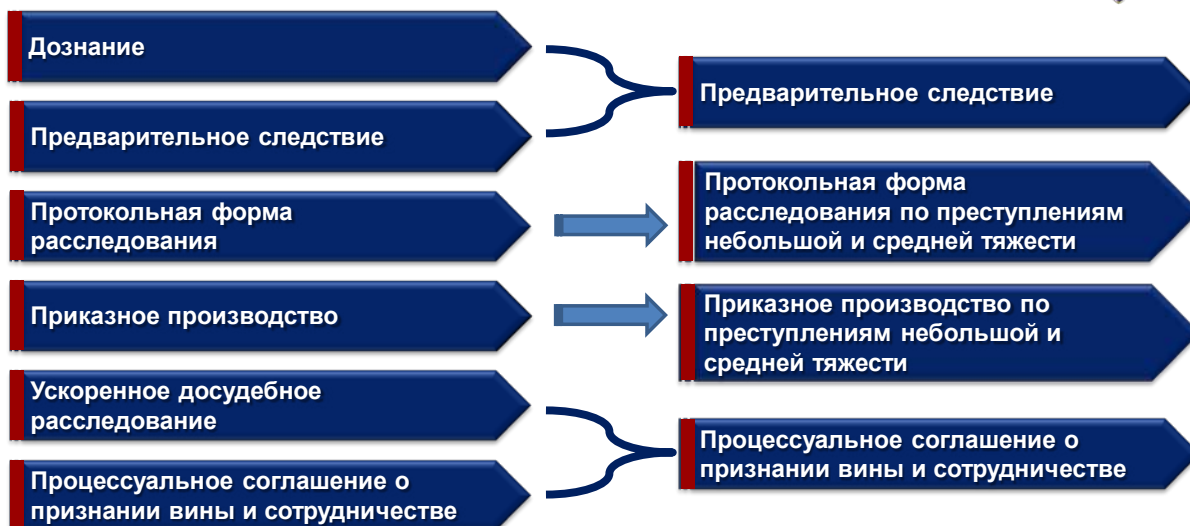 Дознание
Предварительное следствие
Протокольная форма
расследования
Приказное производство
Ускоренное досудебное
расследование
Процессуальное соглашение о
признании вины и сотрудничестве
Предварительное следствие
Протокольная форма
расследования по преступлениям
небольшой и средней тяжести
Приказное производство по
преступлениям небольшой и
средней тяжести
Процессуальное соглашение о
признании вины и сотрудничестве